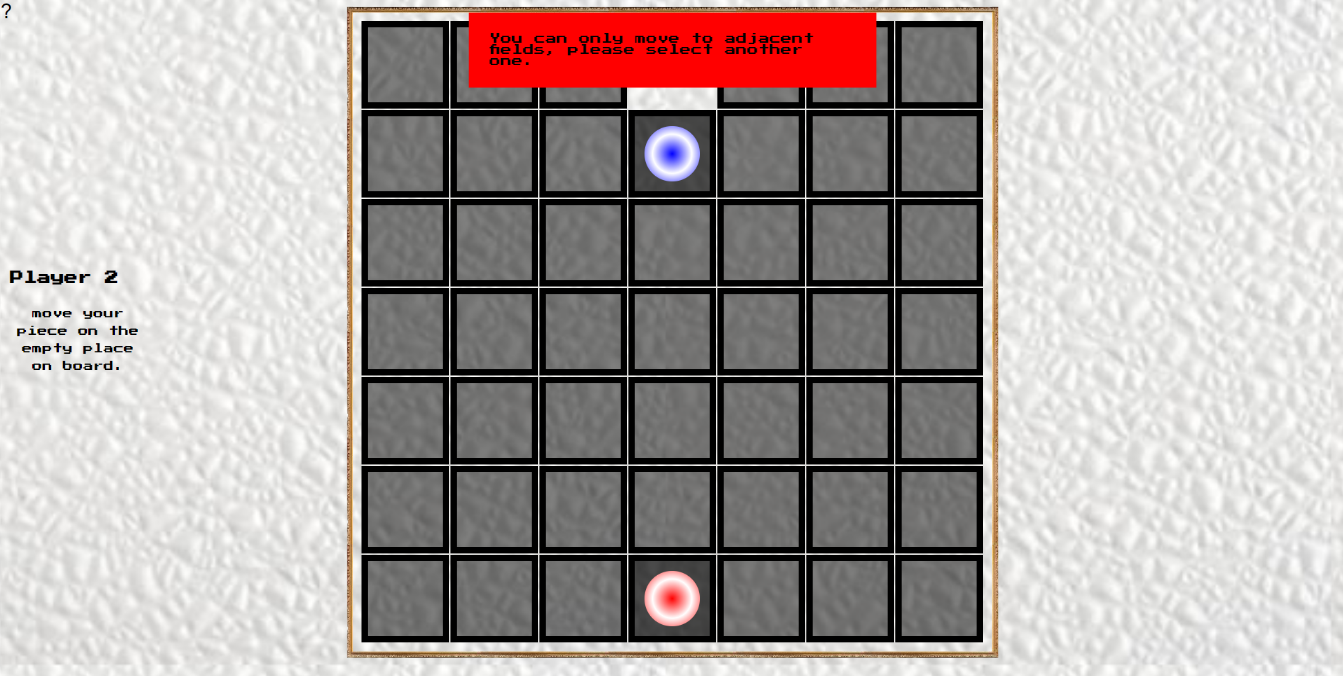 ?
You can only move to adjacent
fields, please select another
one.
Player 2
move your
piece on the
empty place
on board.